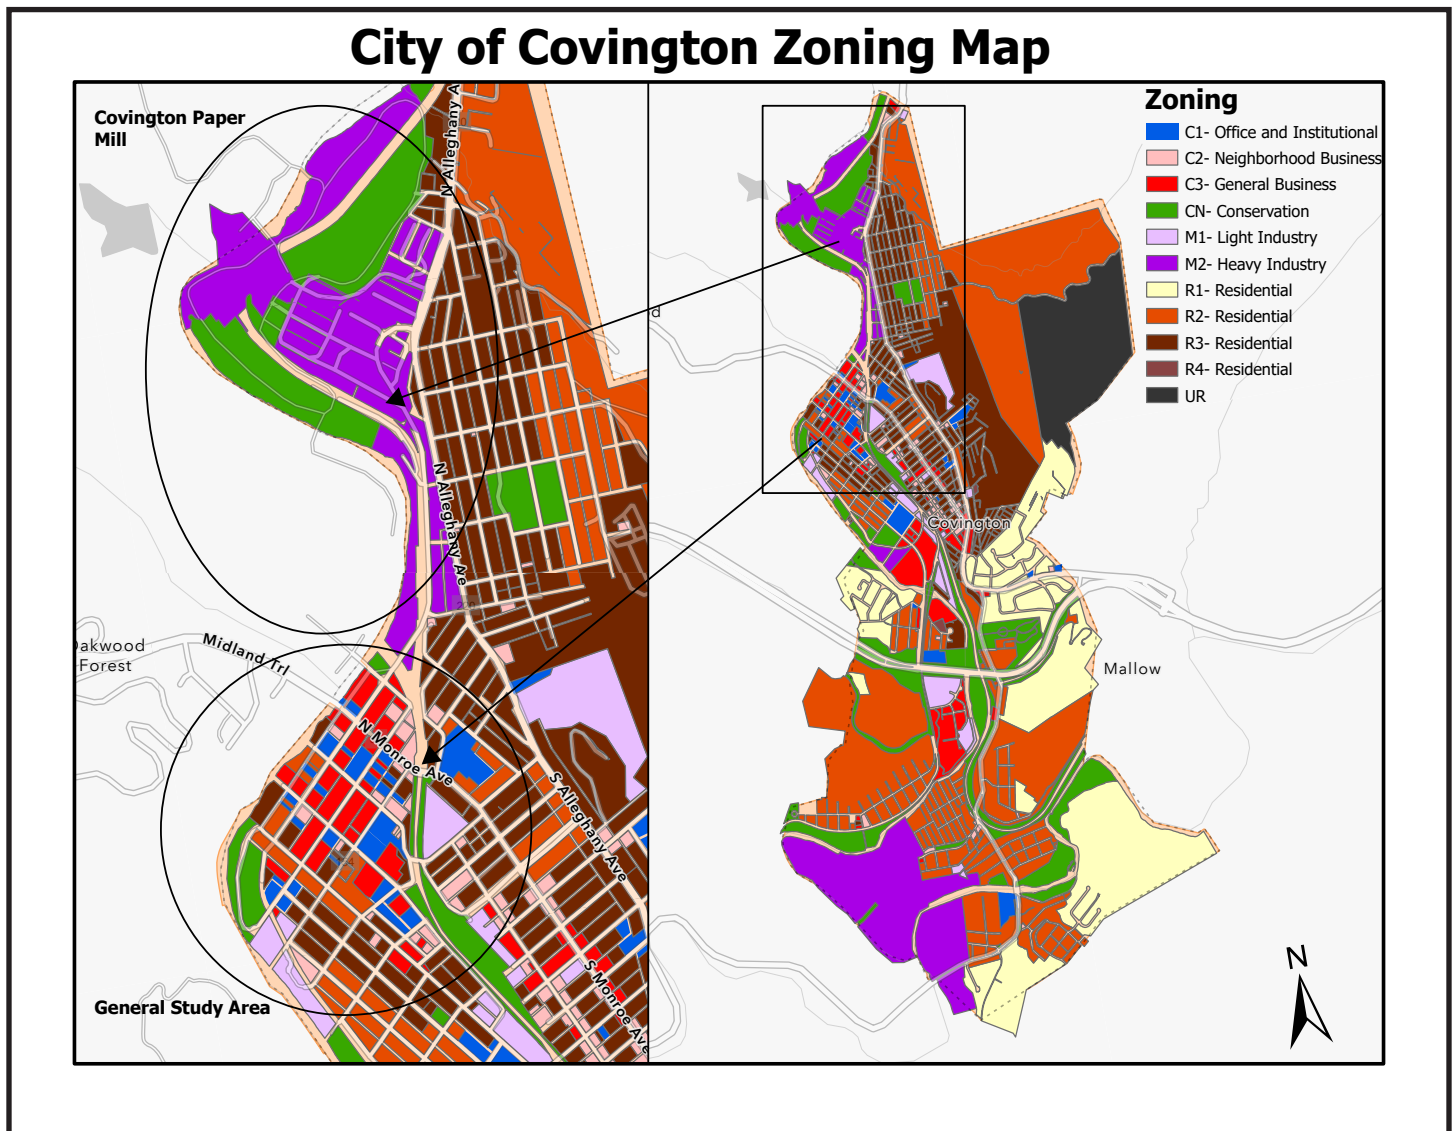 City of Covington Zoning Map
Covington Paper
Mill
N Alleghany A
d
N Alleghany Ave
akwood
Forest
Midland Trl
N Monroe Ave
S Alleghany Ave
S Monroe Ave
General Study Area
Zoning
C1- Office and Institutional
C2- Neighborhood Business
C3- General Business
CN- Conservation
M1- Light Industry
M2- Heavy Industry
R1- Residential
R2- Residential
R3- Residential
R4- Residential
UR
Covington
Mallow
N